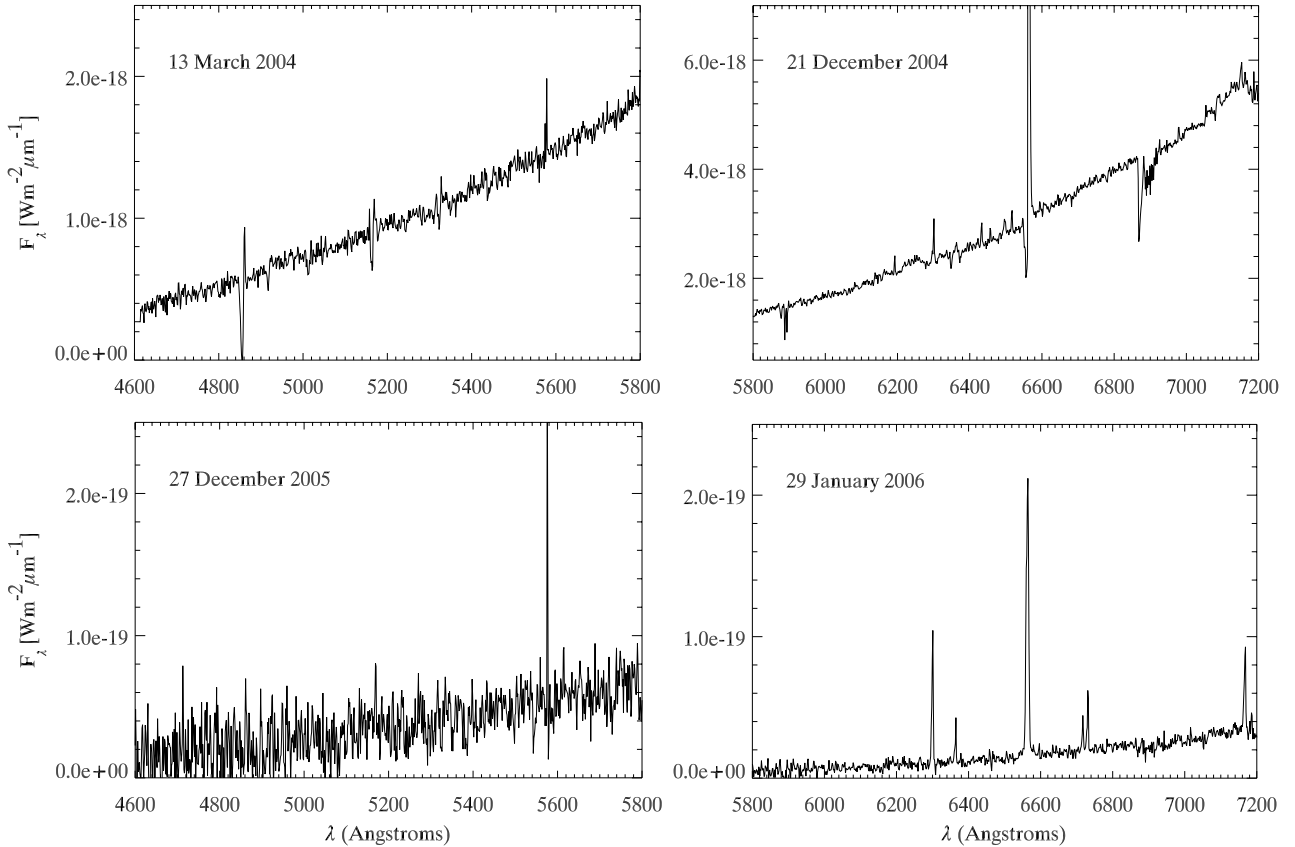 13 March 2004
F_λ [Wm^-2μm^-1]
2.0e-18
1.0e-18
0.0e+00
4600 4800 5000 5200 5400 5600 5800
21 December 2004
6.0e-18
4.0e-18
2.0e-18
5800 6000 6200 6400 6600 6800 7000 7200
27 December 2005
F_λ [Wm^-2μm^-1]
2.0e-19
1.0e-19
0.0e+00
4600 4800 5000 5200 5400 5600 5800
λ (Angstroms)
29 January 2006
2.0e-19
1.0e-19
0.0e+00
5800 6000 6200 6400 6600 6800 7000 7200
λ (Angstroms)